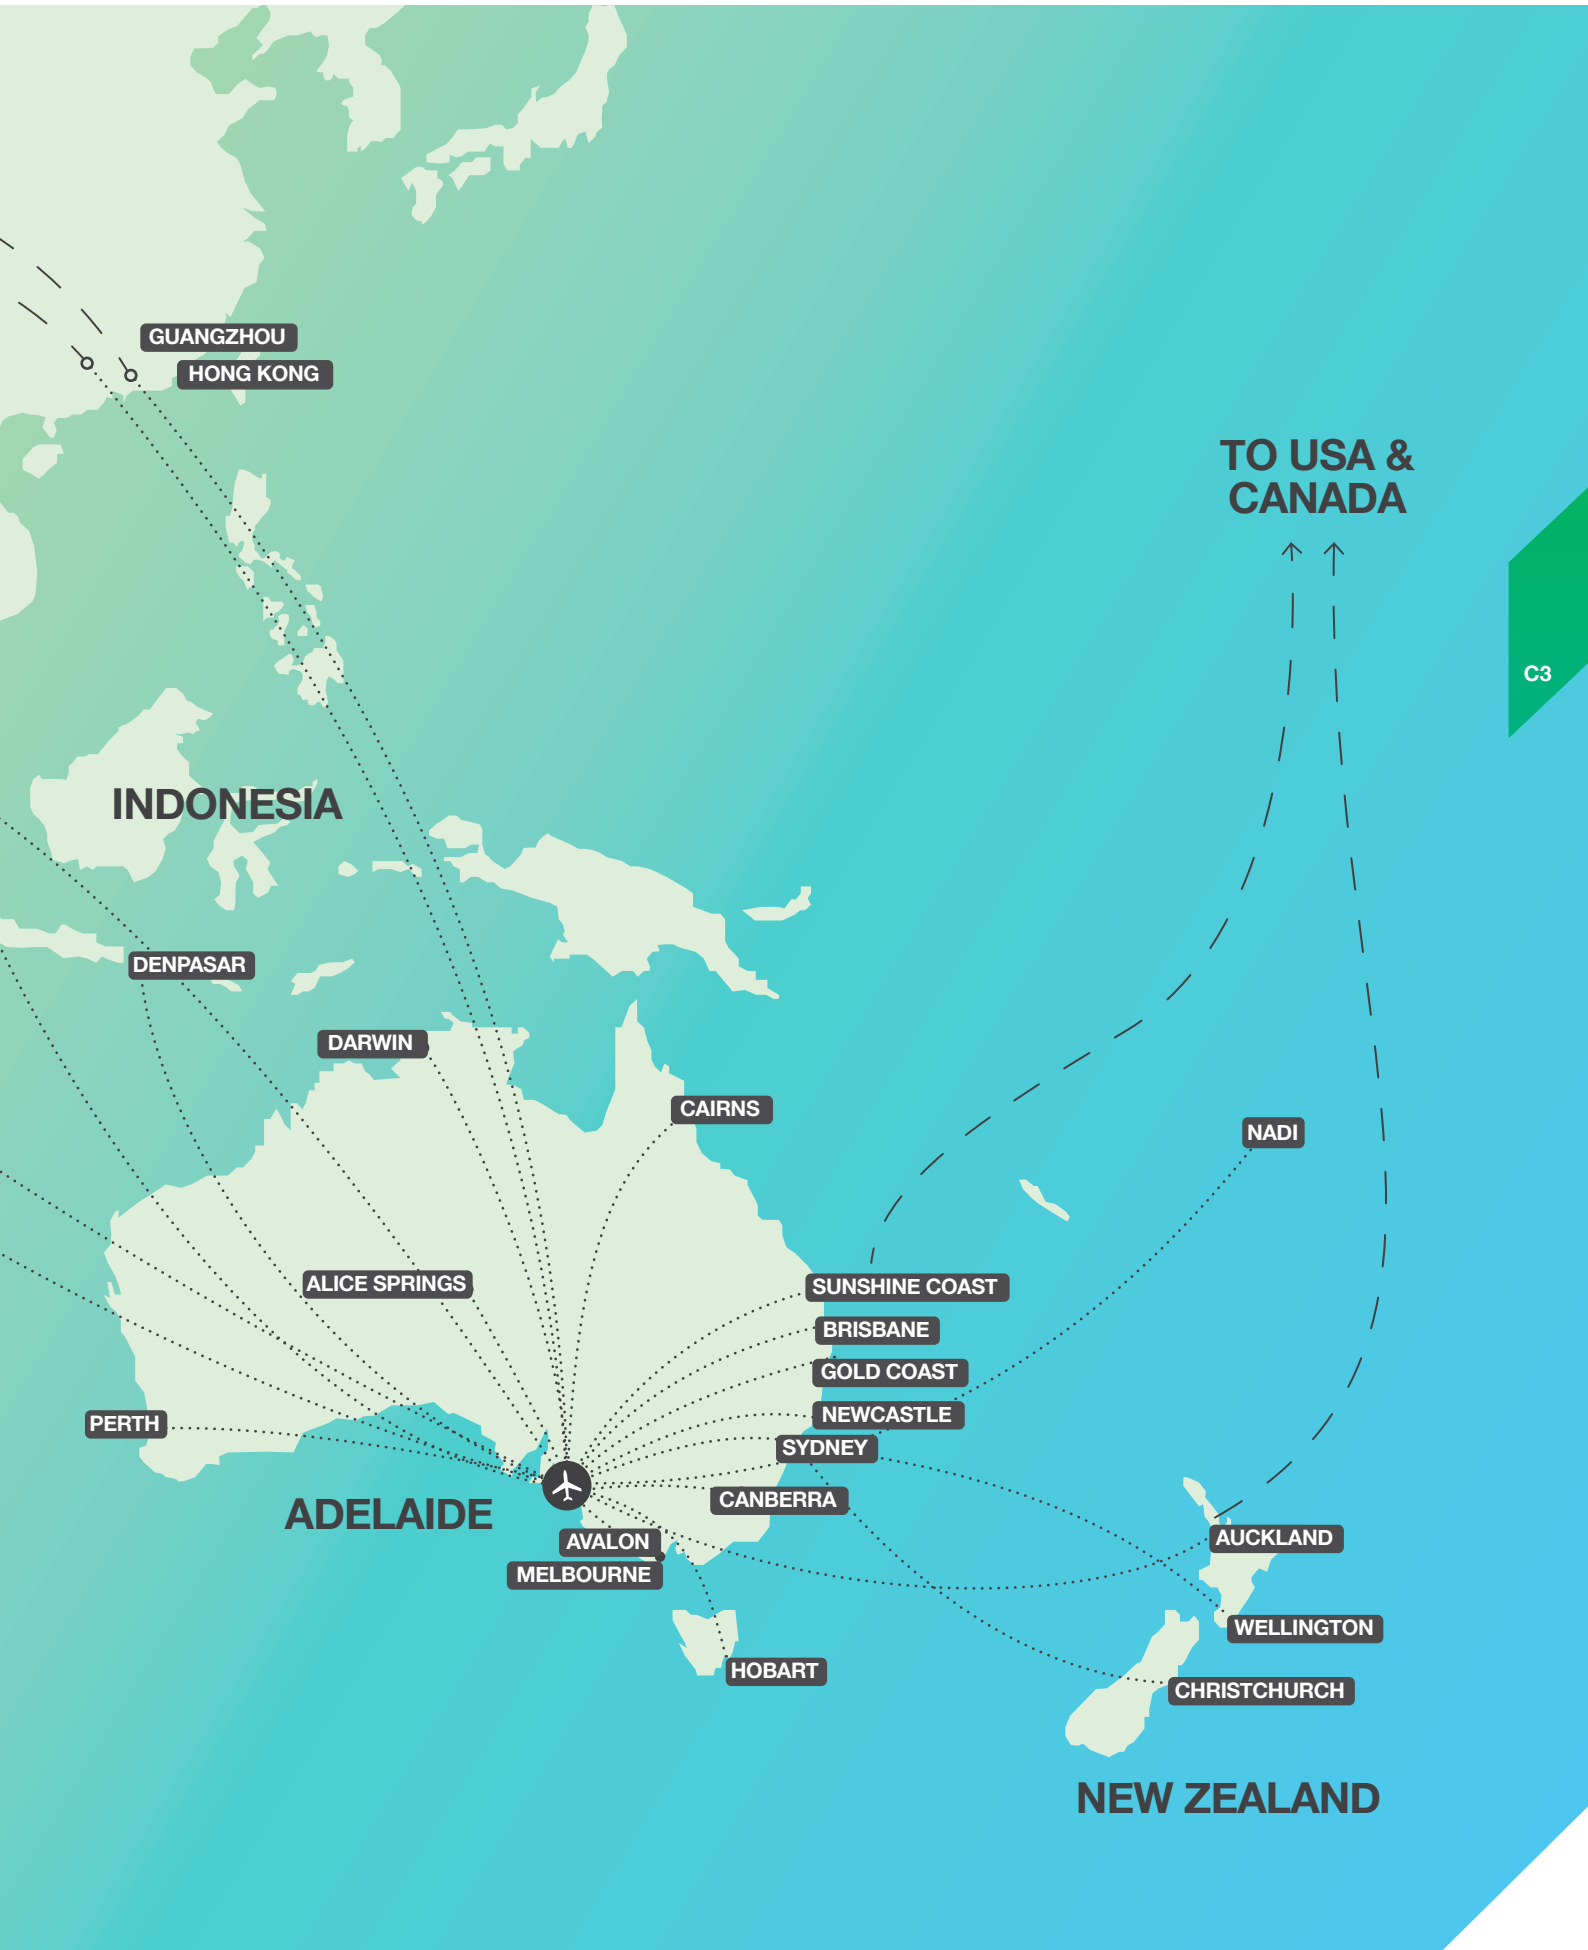 GUANGZHOU
HONG KONG
TO USA &
CANADA
C3
INDONESIA
DENPASAR
DARWIN
CAIRNS
NADI
ALICE SPRINGS
SUNSHINE COAST
BRISBANE
GOLD COAST
NEWCASTLE
PERTH
SYDNEY
CANBERRA
ADELAIDE
AVALON
AUCKLAND
MELBOURNE
WELLINGTON
HOBART
CHRISTCHURCH
NEW ZEALAND